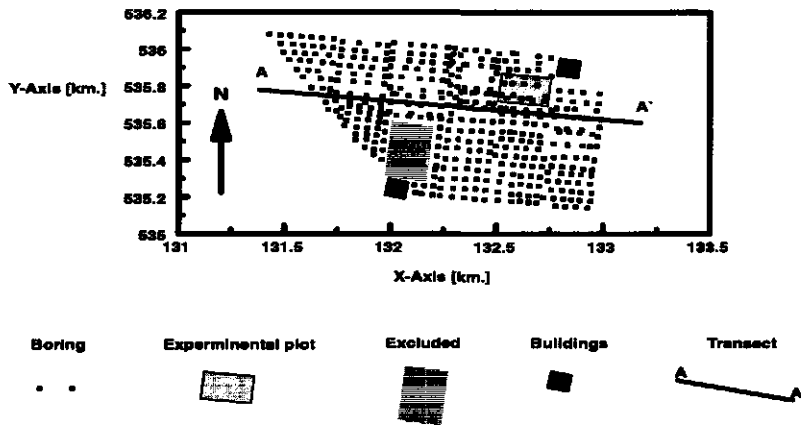 536.2
536
A
535.8
Y-Axis [km.]
N
A'
535.6
535.4
535.2
535
131
131.5
132
132.5
133
133.5
X-Axis [km.]
Boring
Experminental plot
Excluded
Buildings
Transect
A
A